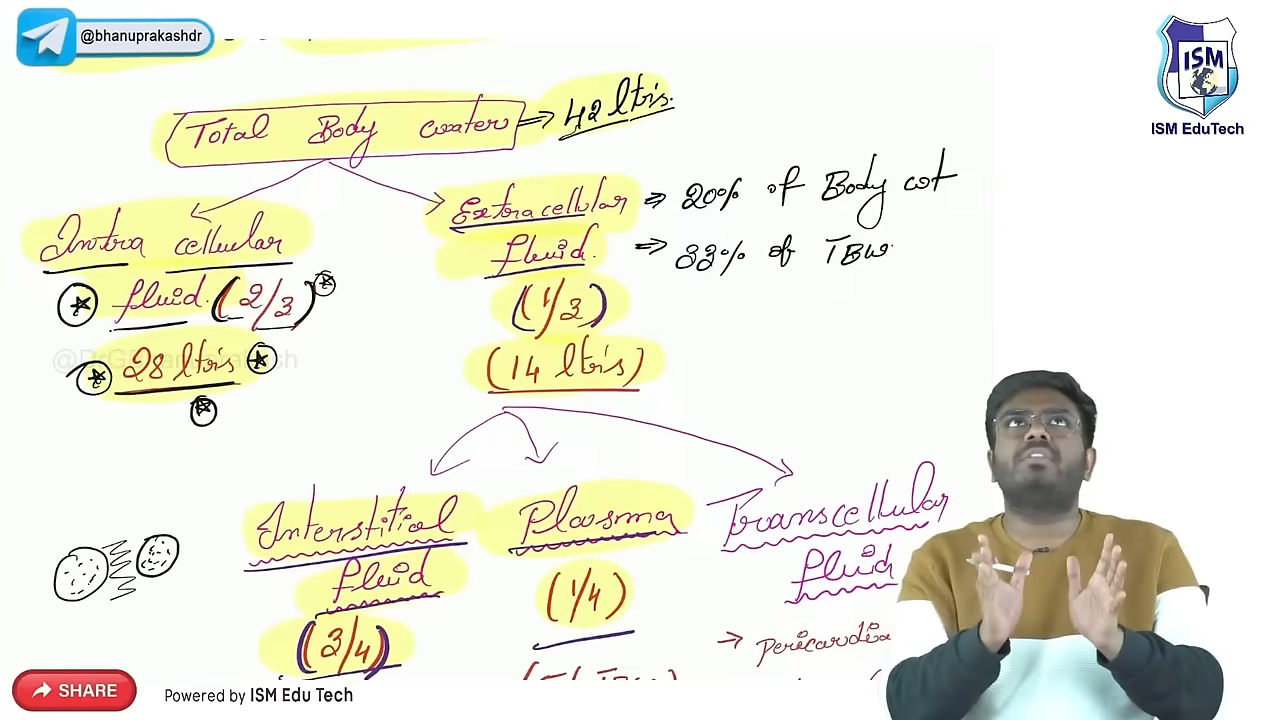 @bhanuprakashdr
ISM
ISM EduTech
Total Body water => 42 ltrs.
Intra cellular
fluid. (2/3)
28 ltrs
Extracellular => 20% of Body wt
fluid. => 33% of TBW
(1/3)
(14 ltrs)
Interstitial
fluid
(3/4)
Plasma
(1/4)
Transcellular
fluid
→ pericardia
SHARE
Powered by ISM Edu Tech